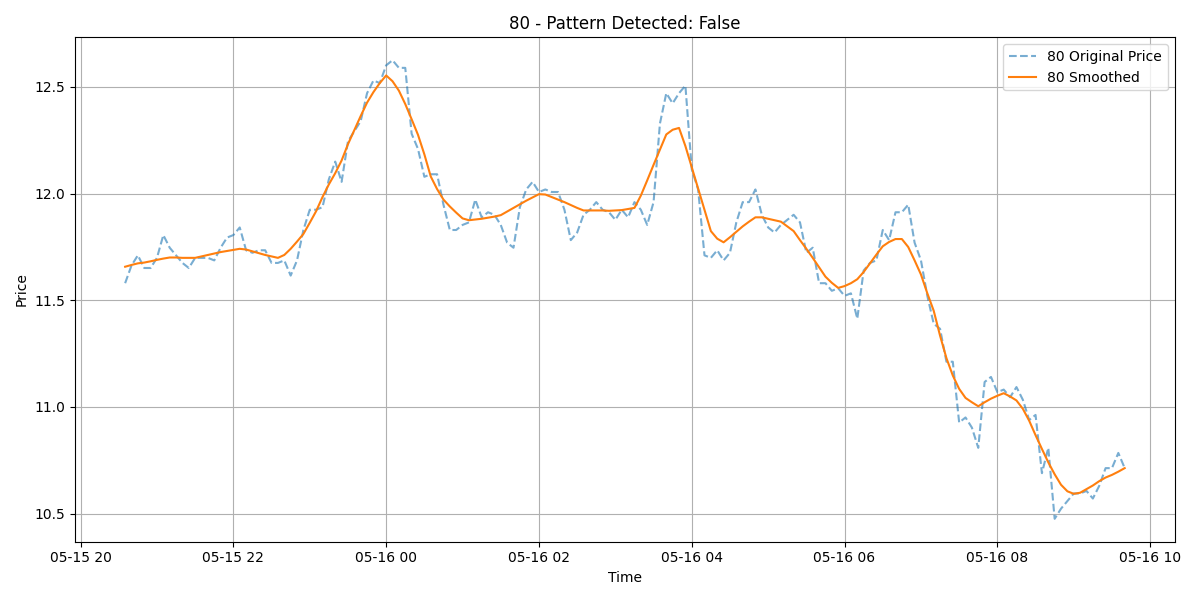 80 - Pattern Detected: False
80 Original Price
80 Smoothed
Price
12.5
12.0
11.5
11.0
10.5
05-15 20
05-15 22
05-16 00
05-16 02
05-16 04
05-16 06
05-16 08
05-16 10
Time